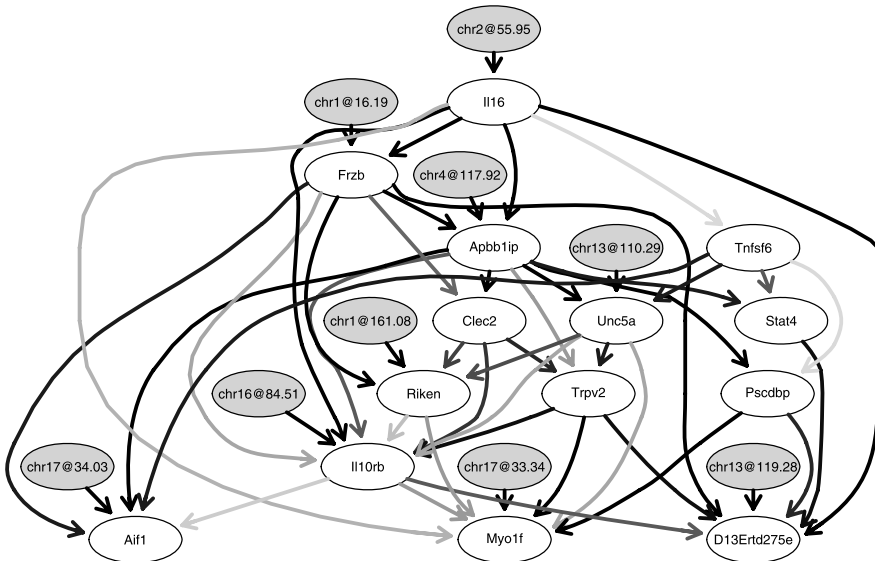 chr2@55.95
chr1@16.19
Il16
Frzb
chr4@117.92
Apbb1ip
chr13@110.29
Tnfsf6
chr1@161.08
Clec2
Unc5a
Stat4
chr16@84.51
Riken
Trpv2
Pscdbp
chr17@34.03
Il10rb
chr17@33.34
chr13@119.28
Aif1
Myo1f
D13Ertd275e